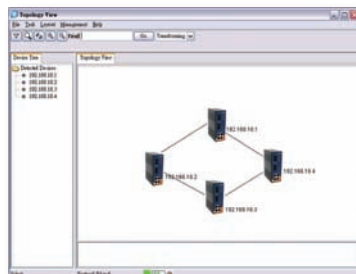 Topology View
File Task Layout Management Help
Find Go Transforming
Device Tree
Topology View
Detected Devices
192.168.10.1
192.168.10.2
192.168.10.3
192.168.10.4
192.168.10.1
192.168.10.2
192.168.10.4
192.168.10.3